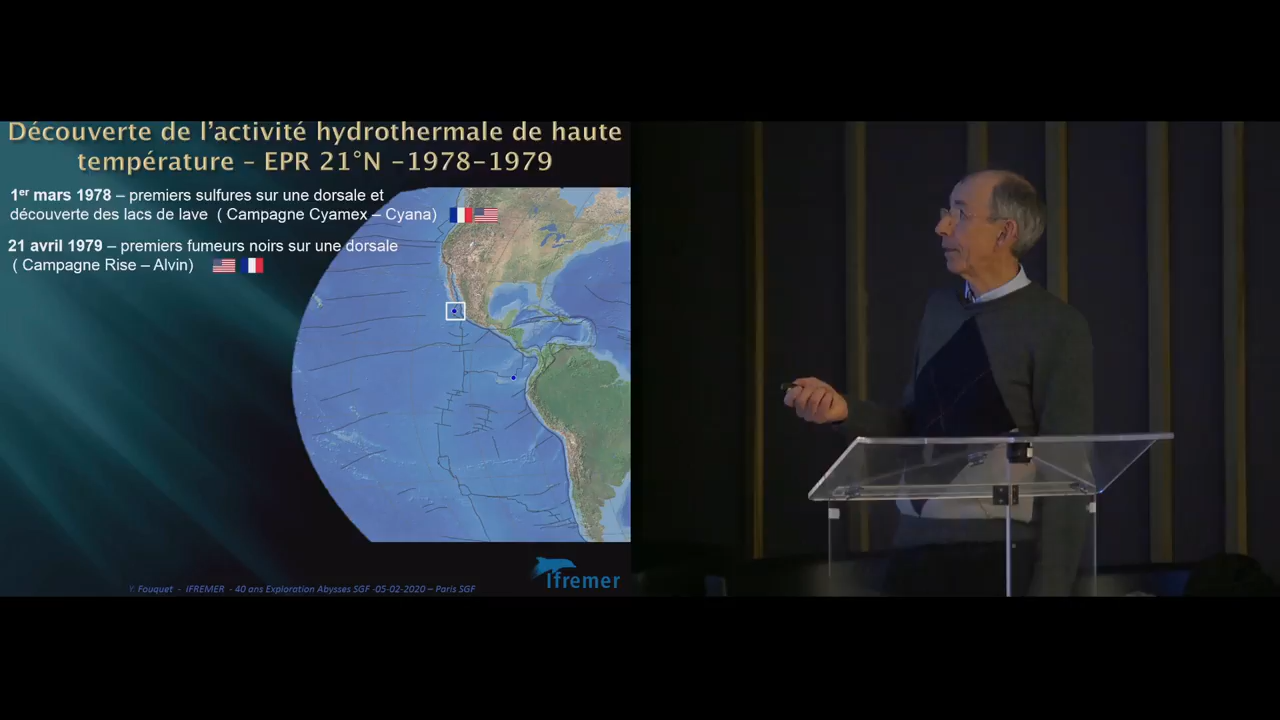 Découverte de l'activité hydrothermale de haute
température – EPR 21°N –1978–1979
1er mars 1978 – premiers sulfures sur une dorsale et
découverte des lacs de lave ( Campagne Cyamex – Cyana)
21 avril 1979 – premiers fumeurs noirs sur une dorsale
( Campagne Rise – Alvin)
Ifremer
Y. Fouquet - IFREMER - 40 ans Exploration Abysses SGF -05-02-2020 – Paris SGF